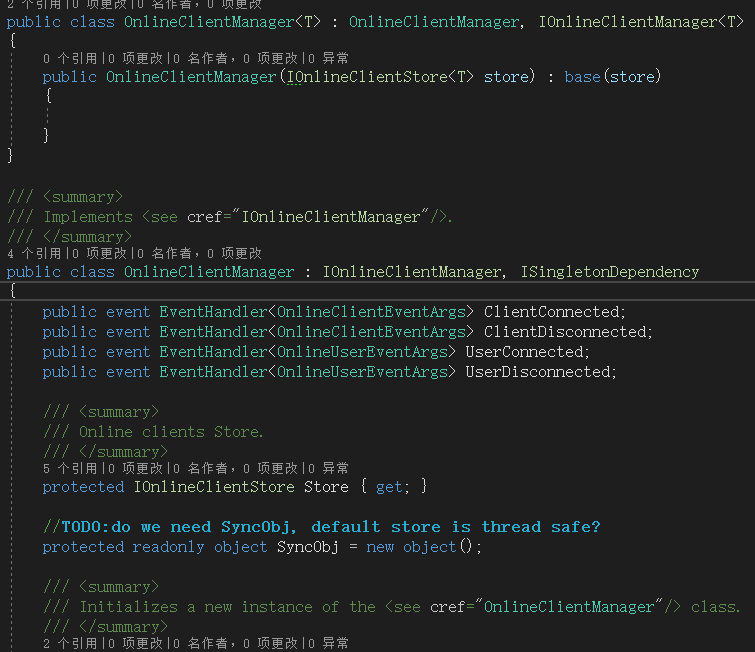 2 个引用|0 项更改|0 名作者, 0 项更改
public class OnlineClientManager<T> : OnlineClientManager, IOnlineClientManager<T>
{
0 个引用|0 项更改|0 名作者, 0 项更改|0 异常
public OnlineClientManager(IOnlineClientStore<T> store) : base(store)
{
}
}
/// <summary>
/// Implements <see cref="IOnlineClientManager"/>.
/// </summary>
4 个引用|0 项更改|0 名作者, 0 项更改
public class OnlineClientManager : IOnlineClientManager, ISingletonDependency
{
public event EventHandler<OnlineClientEventArgs> ClientConnected;
public event EventHandler<OnlineClientEventArgs> ClientDisconnected;
public event EventHandler<OnlineUserEventArgs> UserConnected;
public event EventHandler<OnlineUserEventArgs> UserDisconnected;
/// <summary>
/// Online clients Store.
/// </summary>
5 个引用|0 项更改|0 名作者, 0 项更改|0 异常
protected IOnlineClientStore Store { get; }
//TODO:do we need SyncObj, default store is thread safe?
protected readonly object SyncObj = new object();
/// <summary>
/// Initializes a new instance of the <see cref="OnlineClientManager"/> class.
/// </summary>
2 个引用|0 项更改|0 名作者, 0 项更改|0 异常